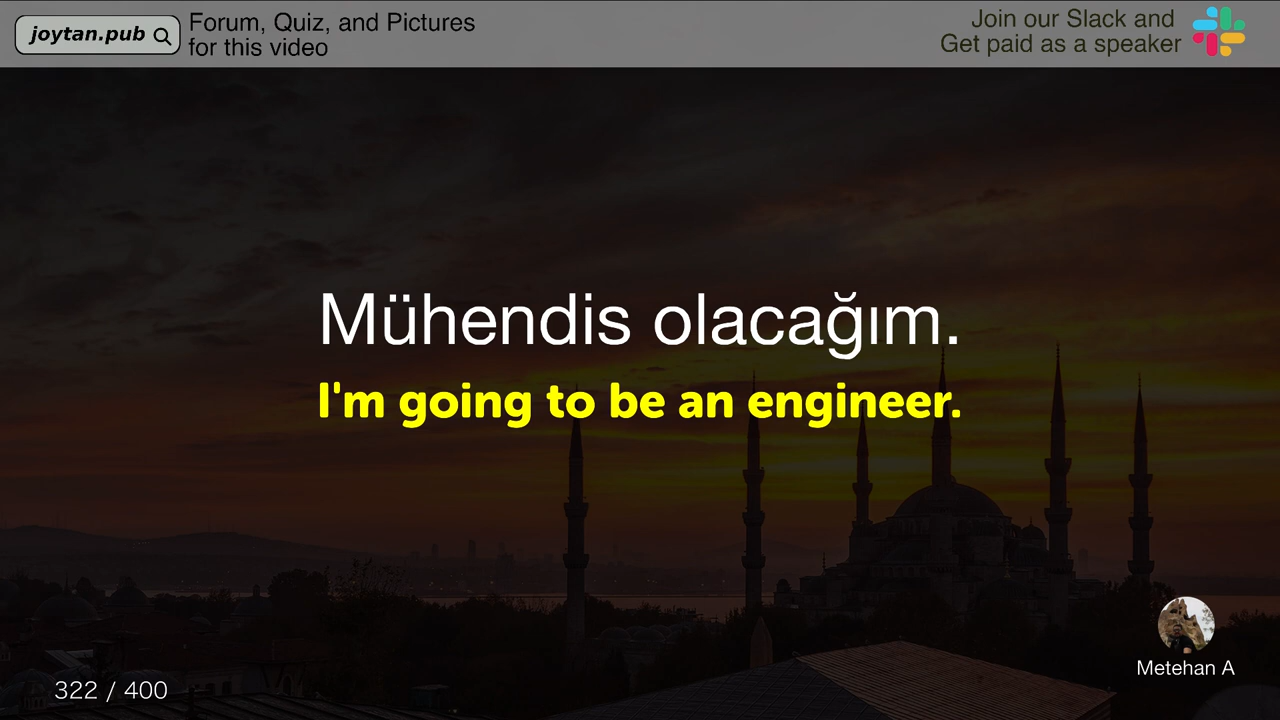 joytan.pub
Forum, Quiz, and Pictures
for this video
Join our Slack and
Get paid as a speaker
Mühendis olacağım.
I'm going to be an engineer.
Metehan A
322 / 400